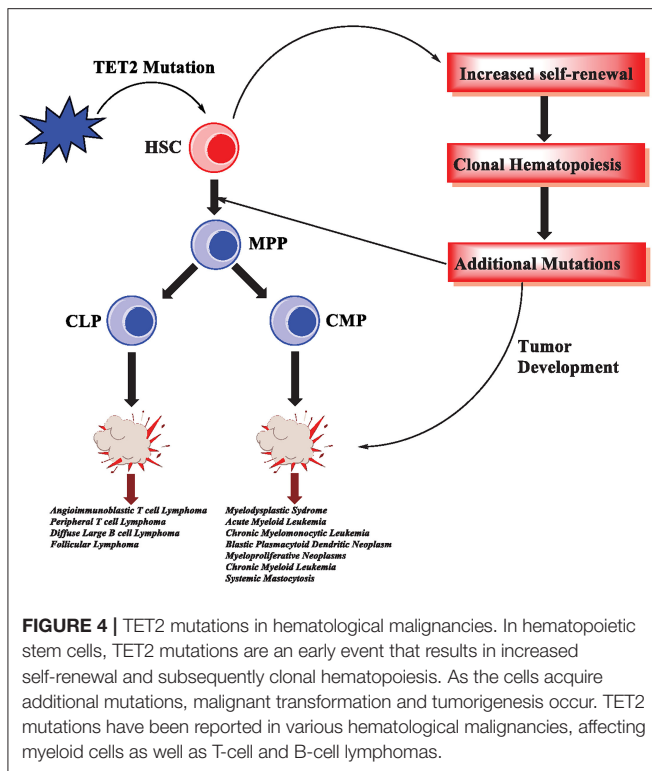 TET2 Mutation
HSC
MPP
CLP
CMP
Increased self-renewal
Clonal Hematopoiesis
Additional Mutations
Tumor
Development
Angioimmunoblastic T cell Lymphoma
Peripheral T cell Lymphoma
Diffuse Large B cell Lymphoma
Follicular Lymphoma
Myelodysplastic Sydrome
Acute Myeloid Leukemia
Chronic Myelomonocytic Leukemia
Blastic Plasmacytoid Dendritic Neoplasm
Myeloproliferative Neoplasms
Chronic Myeloid Leukemia
Systemic Mastocytosis
FIGURE 4 | TET2 mutations in hematological malignancies. In hematopoietic
stem cells, TET2 mutations are an early event that results in increased
self-renewal and subsequently clonal hematopoiesis. As the cells acquire
additional mutations, malignant transformation and tumorigenesis occur. TET2
mutations have been reported in various hematological malignancies, affecting
myeloid cells as well as T-cell and B-cell lymphomas.